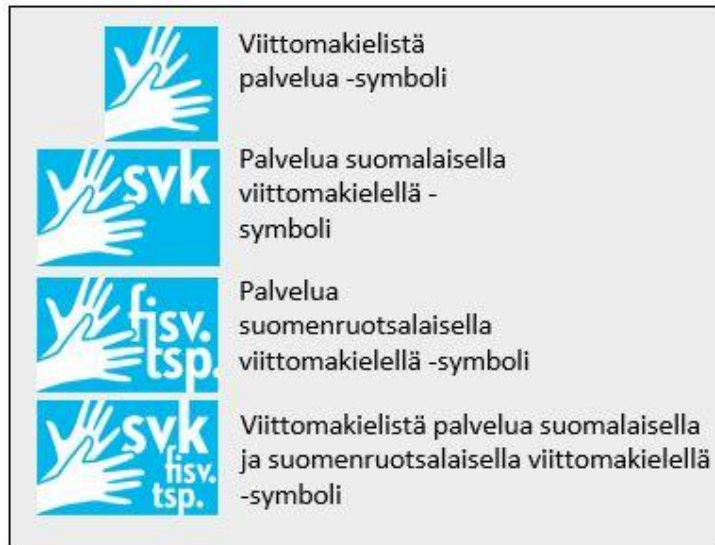 Viittomakielistä
palvelua -symboli
svk
Palvelua suomalaisella
viittomakielellä -
symboli
fisv.
tsp.
Palvelua
suomenruotsalaisella
viittomakielellä -symboli
svk
fisv.
tsp.
Viittomakielistä palvelua suomalaisella
ja suomenruotsalaisella viittomakielellä
-symboli